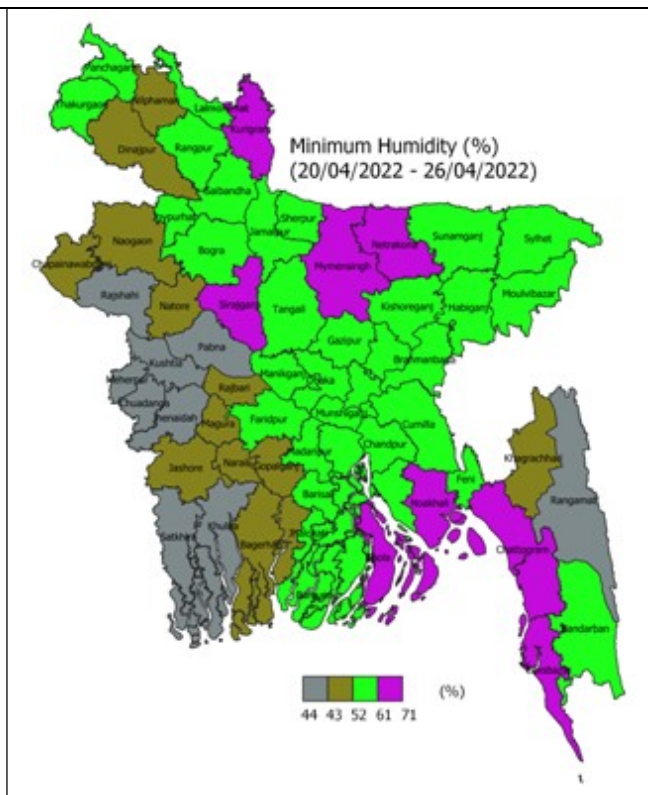 Panchagarh
Nilphamari
Thakurgaon
Lalmonirhat
Kurigram
Dinajpur
Rangpur
Minimum Humidity (%)
(20/04/2022 - 26/04/2022)
Gaibandha
Sherpur
Joypurhat
Jamalpur
Naogaon
Bogra
Mymensingh
Netrakona
Sunamganj
Sylhet
Chapainawabganj
Rajshahi
Natore
Sirajganj
Tangail
Kishoreganj
Habiganj
Moulvibazar
Pabna
Gazipur
Kushtia
Brahmanbaria
Meherpur
Manikganj
Dhaka
Rajbari
Chuadanga
Jhenaidah
Magura
Faridpur
Munshiganj
Cumilla
Madaripur
Chandpur
Khagrachhari
Jashore
Narail
Gopalganj
Feni
Rangamati
Barisal
Noakhali
Satkhira
Khulna
Bagerhat
Bhola
Chattogram
Bandarban
44 43 52 61 71 (%)